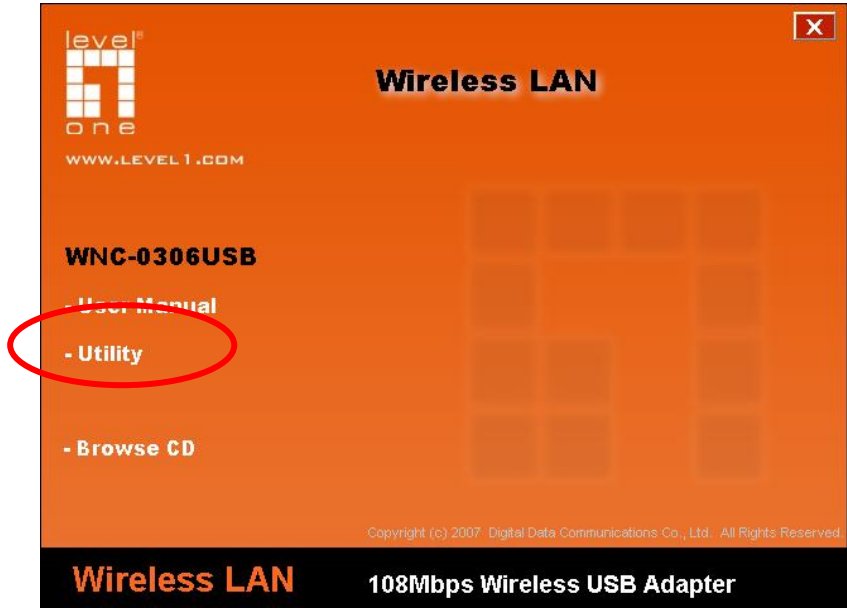 level®
one
WWW.LEVEL1.COM
X
Wireless LAN
WNC-0306USB
- User Manual
- Utility
- Browse CD
Copyright (c) 2007 Digital Data Communications Co., Ltd. All Rights Reserved.
Wireless LAN
108Mbps Wireless USB Adapter